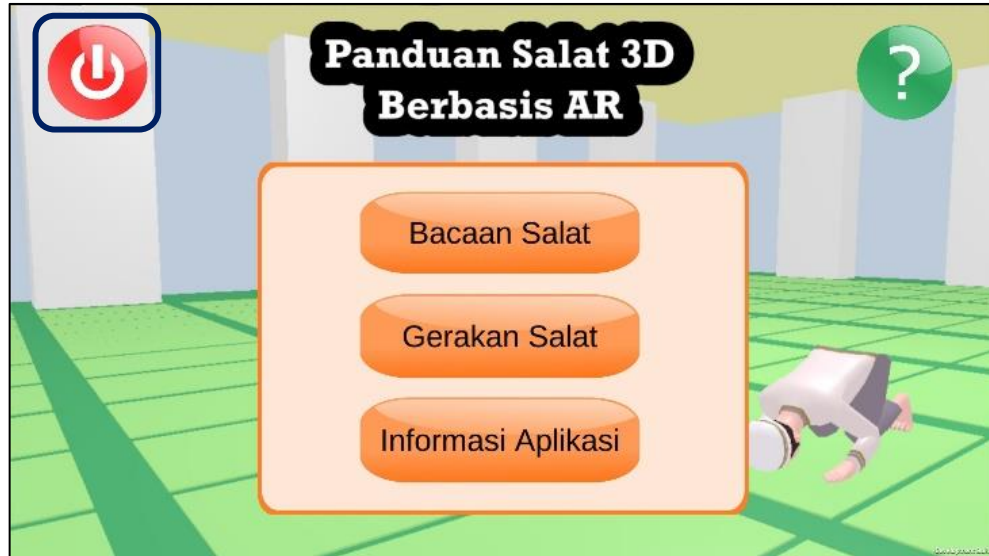 Panduan Salat 3D
Berbasis AR
?
Bacaan Salat
Gerakan Salat
Informasi Aplikasi